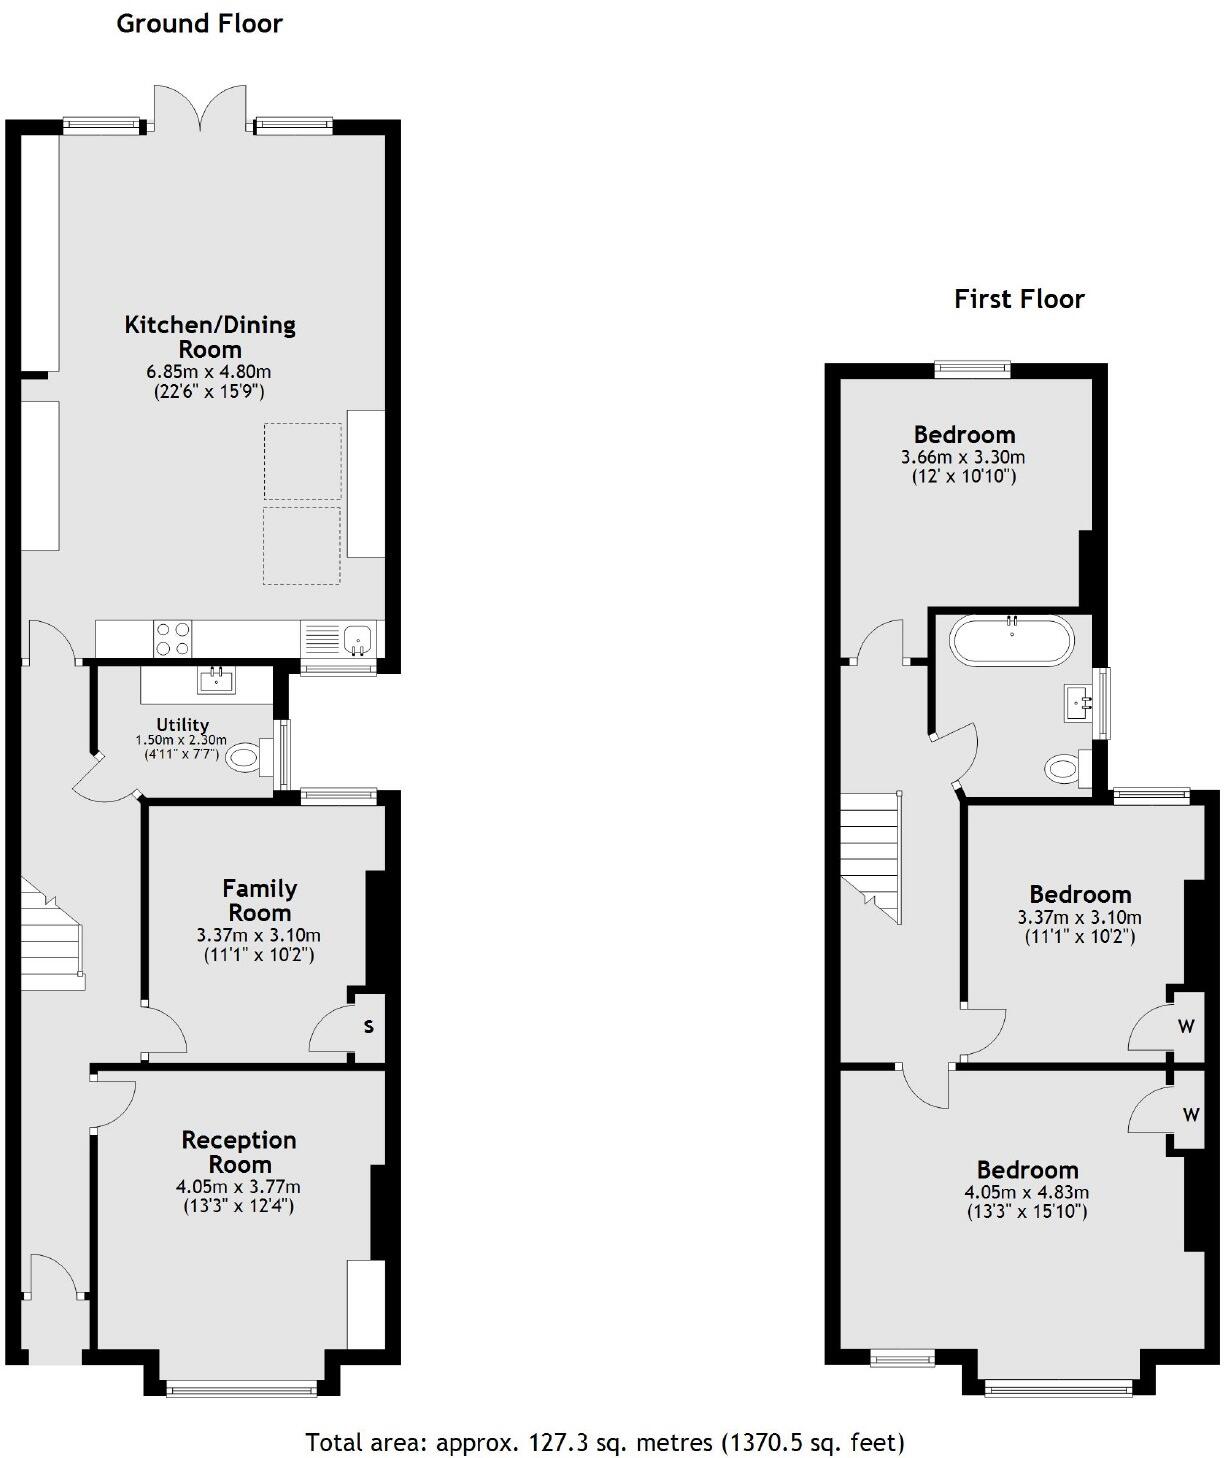 Ground Floor
Kitchen/Dining
Room
6.85m x 4.80m
(22'6" x 15'9")
Utility
1.50m x 2.30m
(4'11" x 7'7")
Family
Room
3.37m x 3.10m
(11'1" x 10'2")
S
Reception
Room
4.05m x 3.77m
(13'3" x 12'4")
First Floor
Bedroom
3.66m x 3.30m
(12' x 10'10")
Bedroom
3.37m x 3.10m
(11'1" x 10'2")
W
W
Bedroom
4.05m x 4.83m
(13'3" x 15'10")
Total area: approx. 127.3 sq. metres (1370.5 sq. feet)